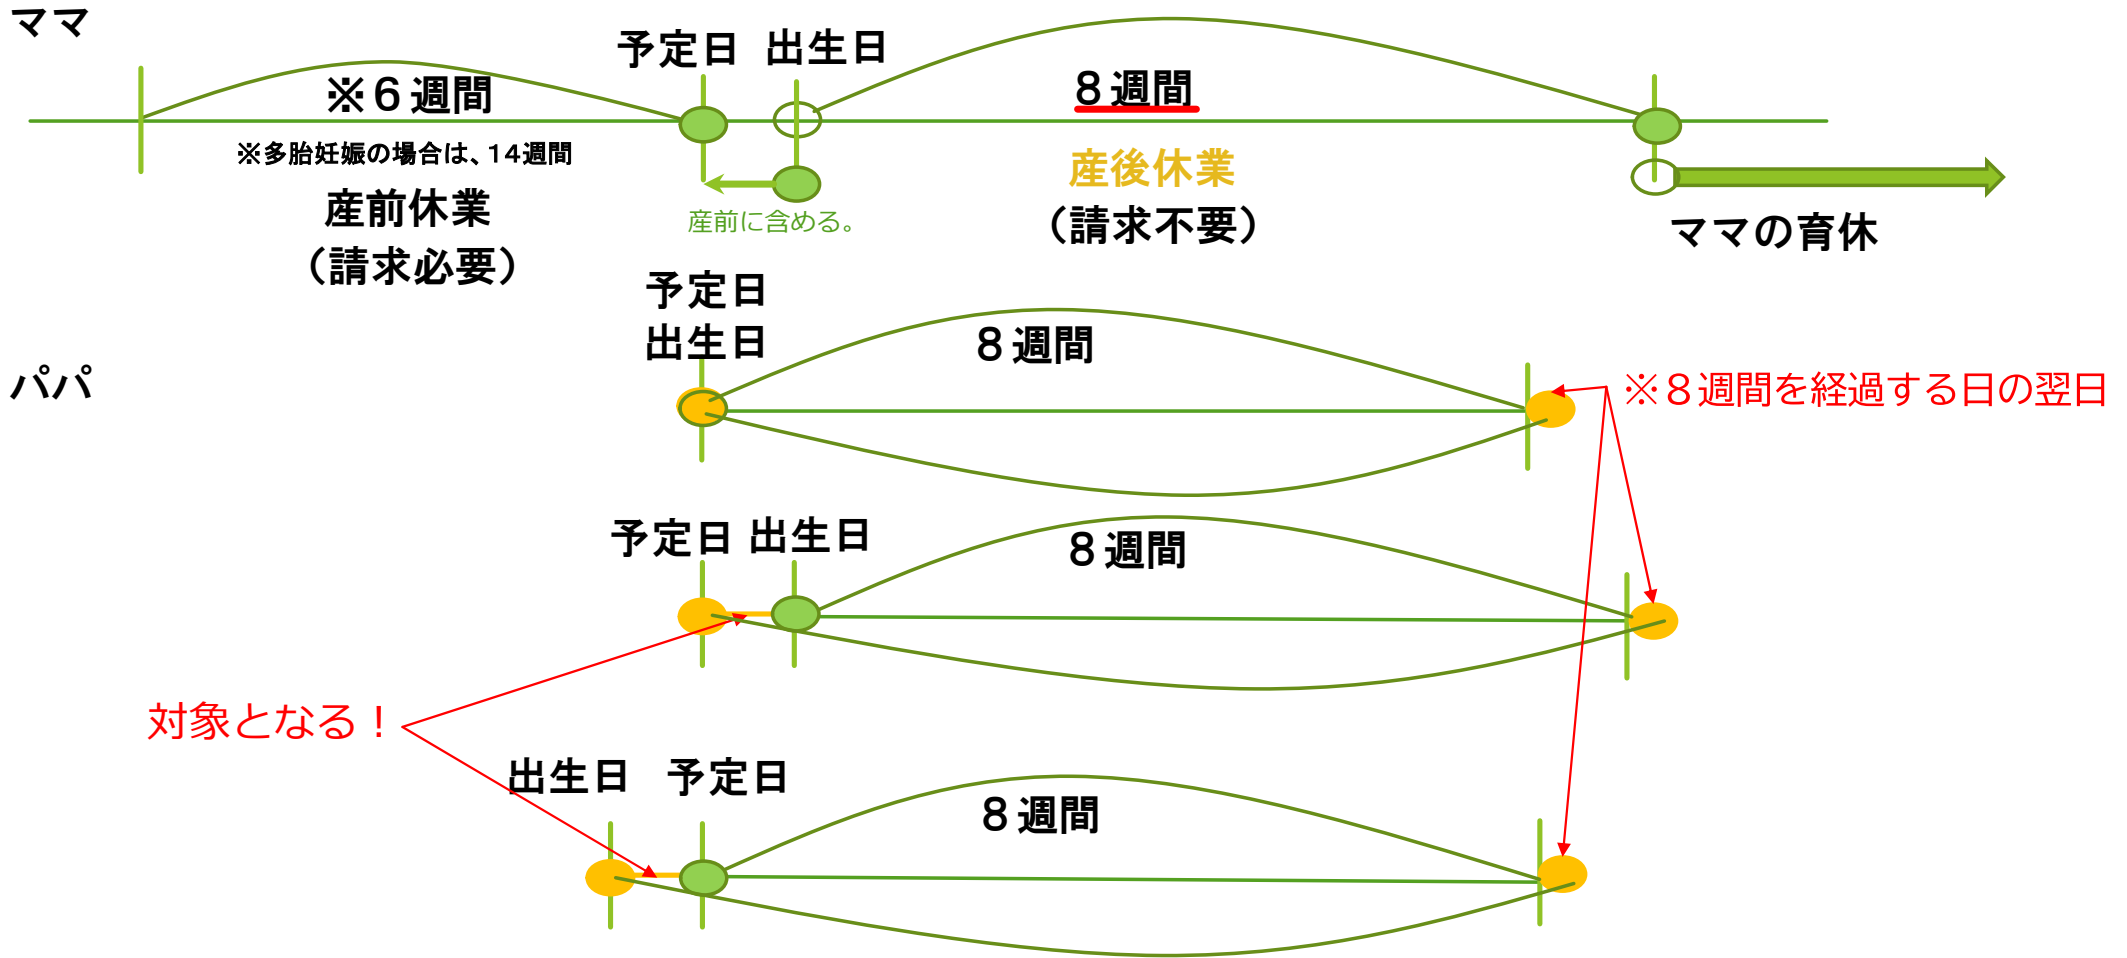 ママ
予定日 出生日
※６週間
８週間
※多胎妊娠の場合は、14週間
産前休業
（請求必要）
産前に含める。
産後休業
（請求不要）
ママの育休
予定日
出生日
８週間
パパ
※８週間を経過する日の翌日
予定日 出生日
８週間
対象となる！
出生日 予定日
８週間